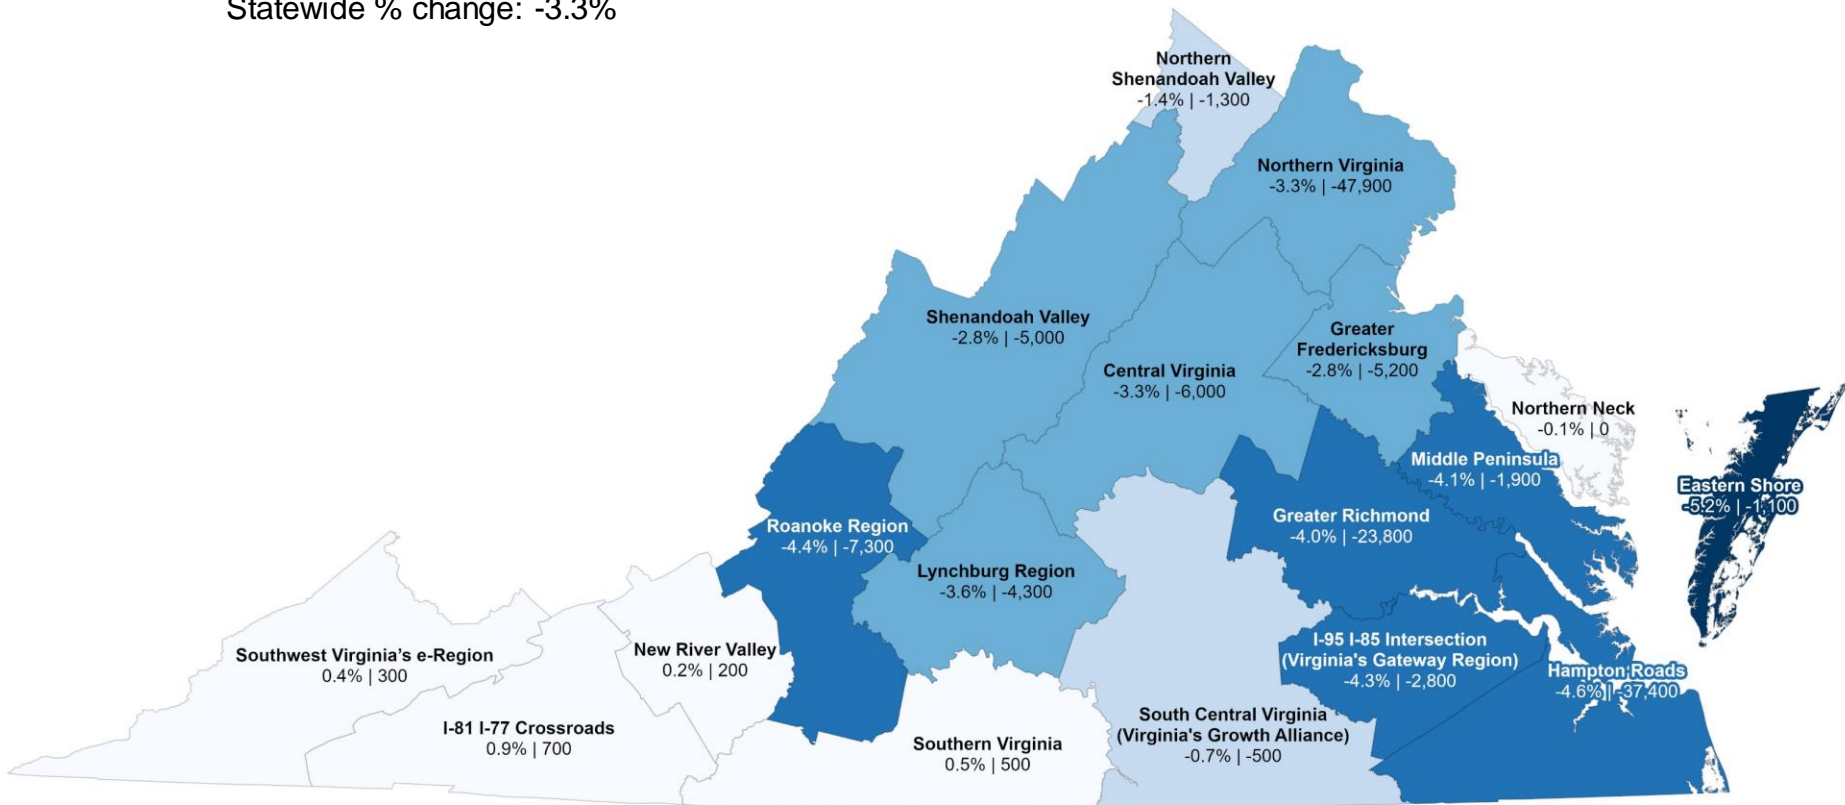 Statewide % change: -3.3%
Northern
Shenandoah Valley
-1.4% | -1,300
Northern Virginia
-3.3% | -47,900
Shenandoah Valley
-2.8% | -5,000
Greater
Fredericksburg
-2.8% | -5,200
Central Virginia
-3.3% | -6,000
Northern Neck
-0.1% | 0
Middle Peninsula
-4.1% | -1,900
Eastern Shore
-5.2% | -1,100
Roanoke Region
-4.4% | -7,300
Greater Richmond
-4.0% | -23,800
Lynchburg Region
-3.6% | -4,300
Southwest Virginia's e-Region
0.4% | 300
New River Valley
0.2% | 200
I-95 I-85 Intersection
(Virginia's Gateway Region)
-4.3% | -2,800
Hampton Roads
-4.6% | -37,400
I-81 I-77 Crossroads
0.9% | 700
Southern Virginia
0.5% | 500
South Central Virginia
(Virginia's Growth Alliance)
-0.7% | -500